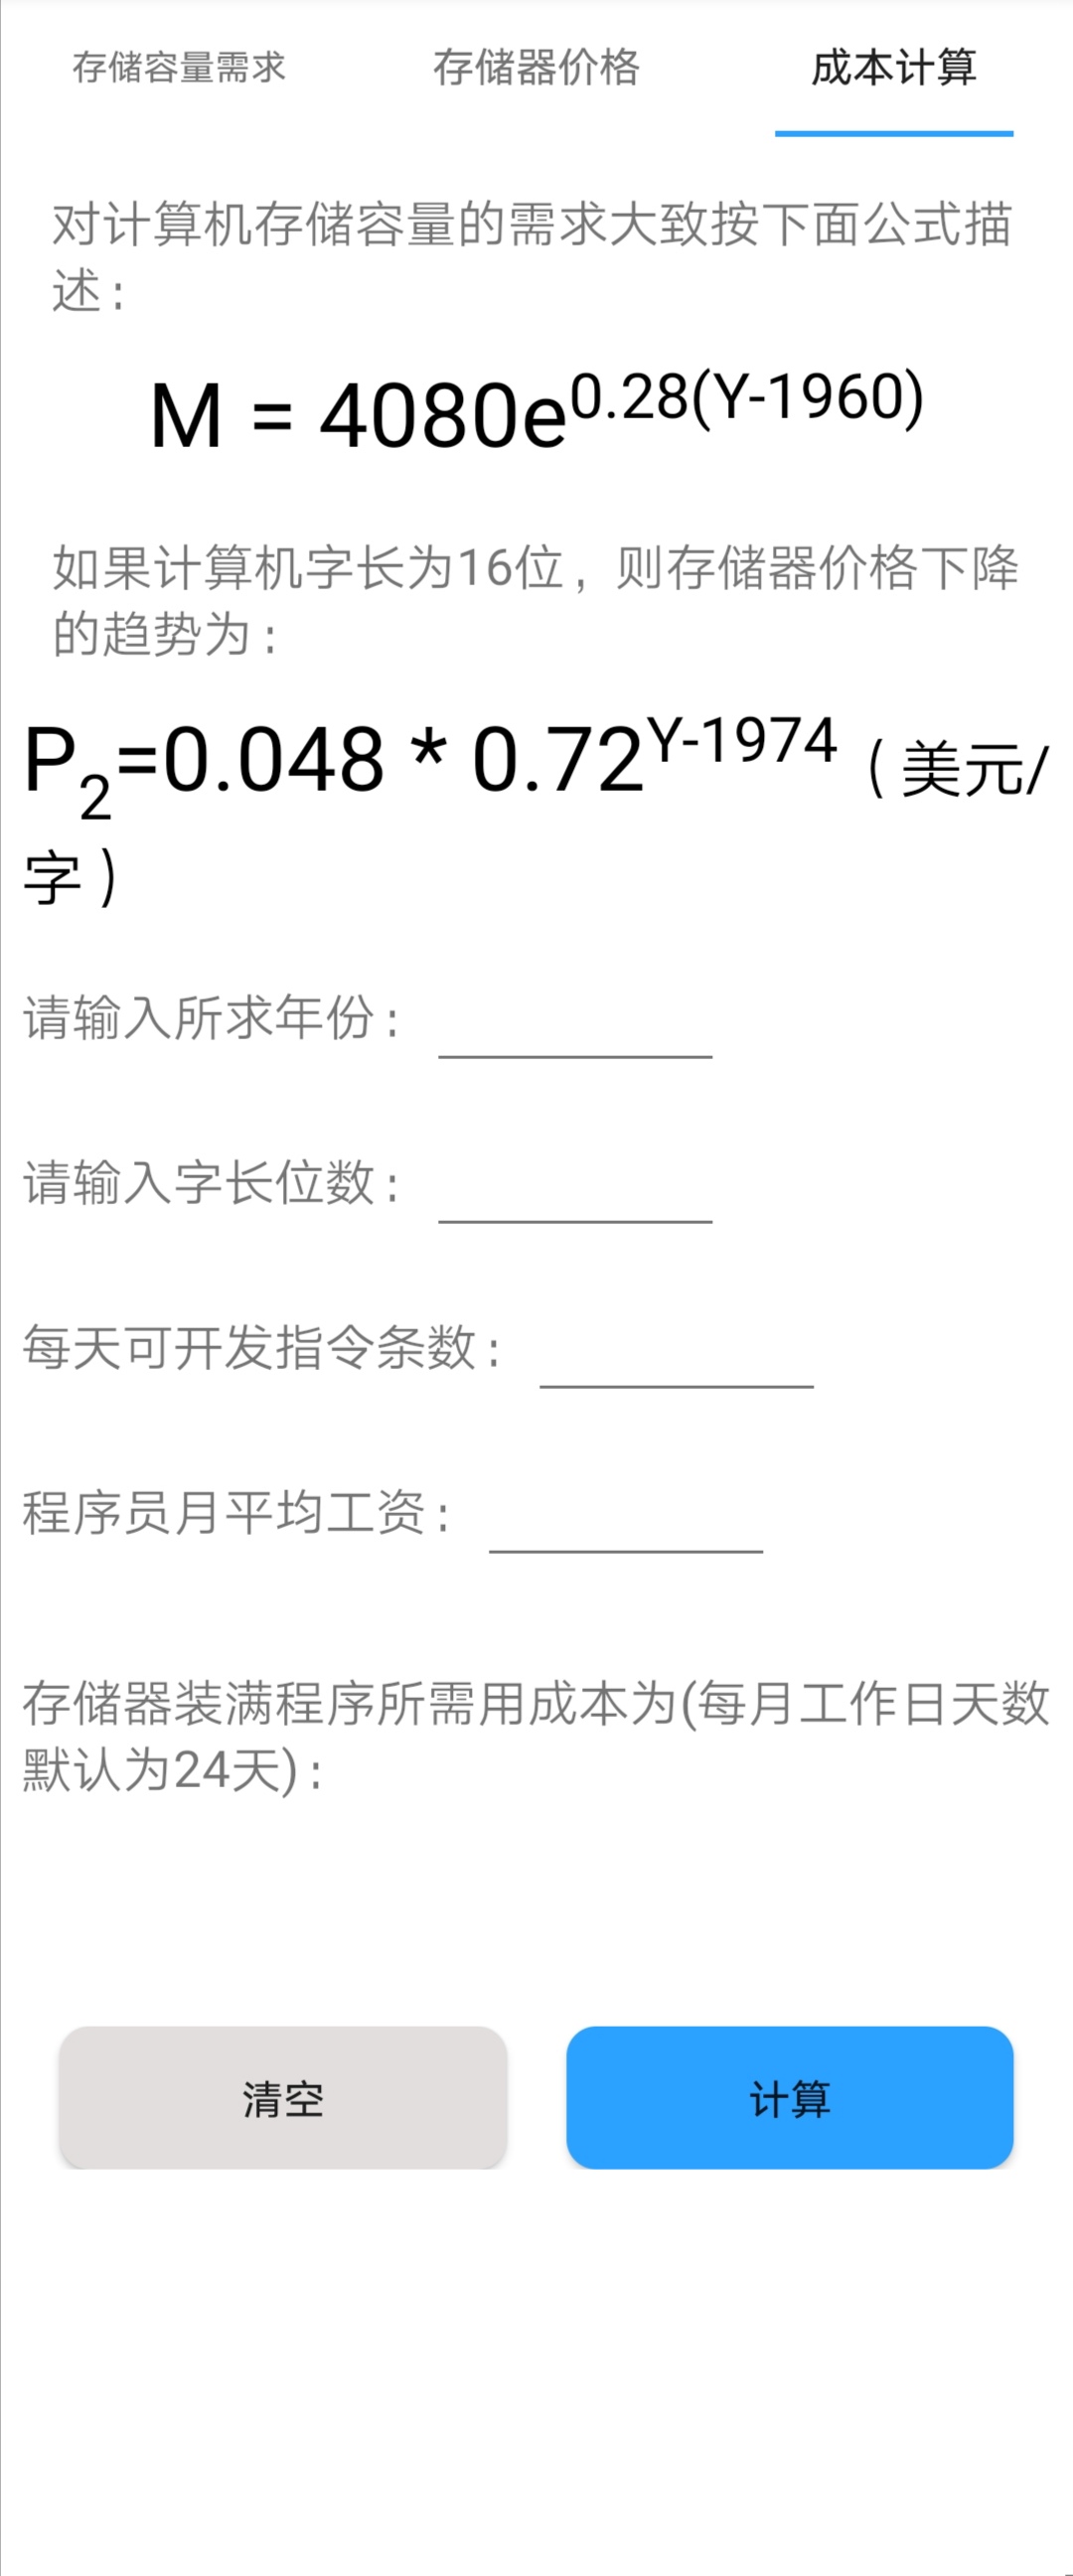 存储容量需求 存储器价格 成本计算
对计算机存储容量的需求大致按下面公式描
述：
M = 4080e^0.28(Y-1960)
如果计算机字长为16位，则存储器价格下降
的趋势为：
P₂=0.048 * 0.72^Y-1974（美元/
字）
请输入所求年份：
请输入字长位数：
每天可开发指令条数：
程序员月平均工资：
存储器装满程序所需用成本为(每月工作日天数
默认为24天)：
清空 计算